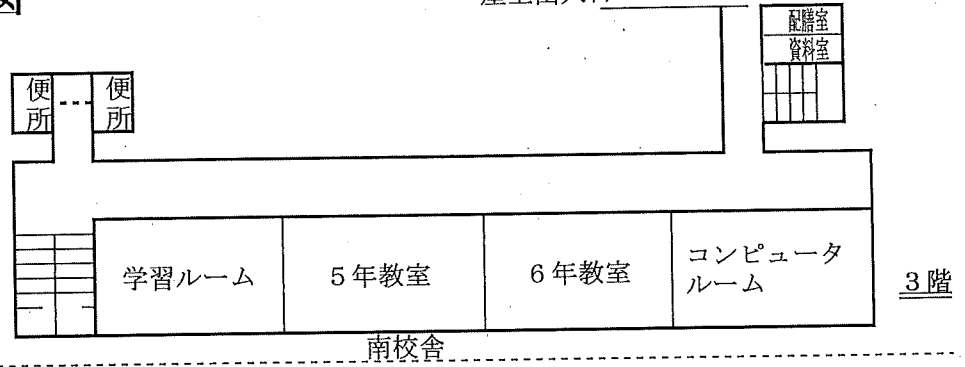 配膳室
資料室
便所
便所
学習ルーム
5年教室
6年教室
コンピュータ
ルーム
3階
南校舎